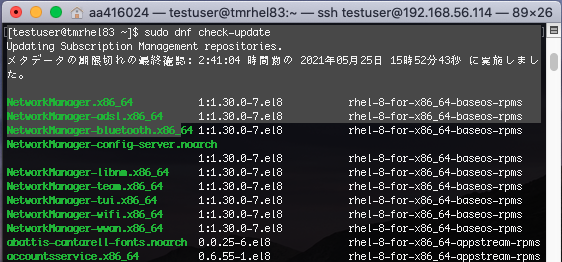 aa416024 — testuser@tmrhel83:~ — ssh testuser@192.168.56.114 — 89×26
[[testuser@tmrhel83 ~]$ sudo dnf check-update
Updating Subscription Management repositories.
メタデータの期限切れの最終確認: 2:41:04 時間前の 2021年05月25日 15時52分43秒 に実施しまし
た。
NetworkManager.x86_64 1:1.30.0-7.el8 rhel-8-for-x86_64-baseos-rpms
NetworkManager-adsl.x86_64 1:1.30.0-7.el8 rhel-8-for-x86_64-baseos-rpms
NetworkManager-bluetooth.x86_64 1:1.30.0-7.el8 rhel-8-for-x86_64-baseos-rpms
NetworkManager-config-server.noarch
1:1.30.0-7.el8 rhel-8-for-x86_64-baseos-rpms
NetworkManager-libnm.x86_64 1:1.30.0-7.el8 rhel-8-for-x86_64-baseos-rpms
NetworkManager-team.x86_64 1:1.30.0-7.el8 rhel-8-for-x86_64-baseos-rpms
NetworkManager-tui.x86_64 1:1.30.0-7.el8 rhel-8-for-x86_64-baseos-rpms
NetworkManager-wifi.x86_64 1:1.30.0-7.el8 rhel-8-for-x86_64-baseos-rpms
NetworkManager-wwan.x86_64 1:1.30.0-7.el8 rhel-8-for-x86_64-baseos-rpms
abattis-cantarell-fonts.noarch 0.0.25-6.el8 rhel-8-for-x86_64-appstream-rpms
accountsservice.x86_64 0.6.55-1.el8 rhel-8-for-x86_64-appstream-rpms